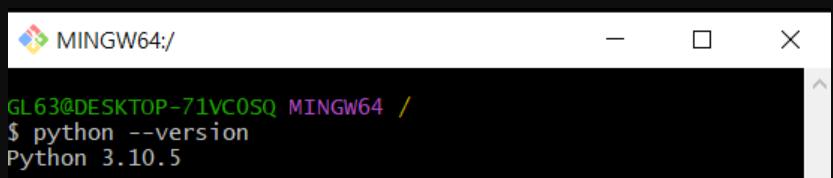 MINGW64:/
GL63@DESKTOP-71VC0SQ MINGW64 /
$ python --version
Python 3.10.5